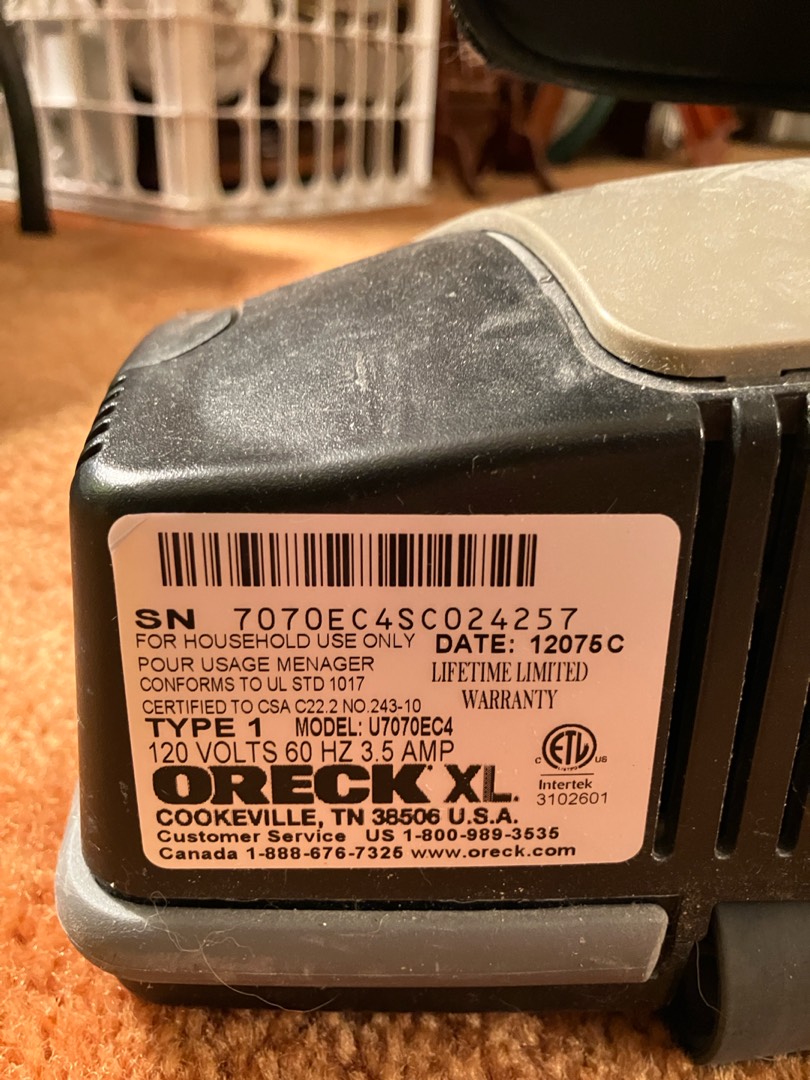 SN 7070EC4SC024257
FOR HOUSEHOLD USE ONLY DATE: 12075C
POUR USAGE MENAGER LIFETIME LIMITED
CONFORMS TO UL STD 1017 WARRANTY
CERTIFIED TO CSA C22.2 NO.243-10
TYPE 1 MODEL: U7070EC4
120 VOLTS 60 HZ 3.5 AMP
C ETL US
ORECK XL.
Intertek
3102601
COOKEVILLE, TN 38506 U.S.A.
Customer Service US 1-800-989-3535
Canada 1-888-676-7325 www.oreck.com